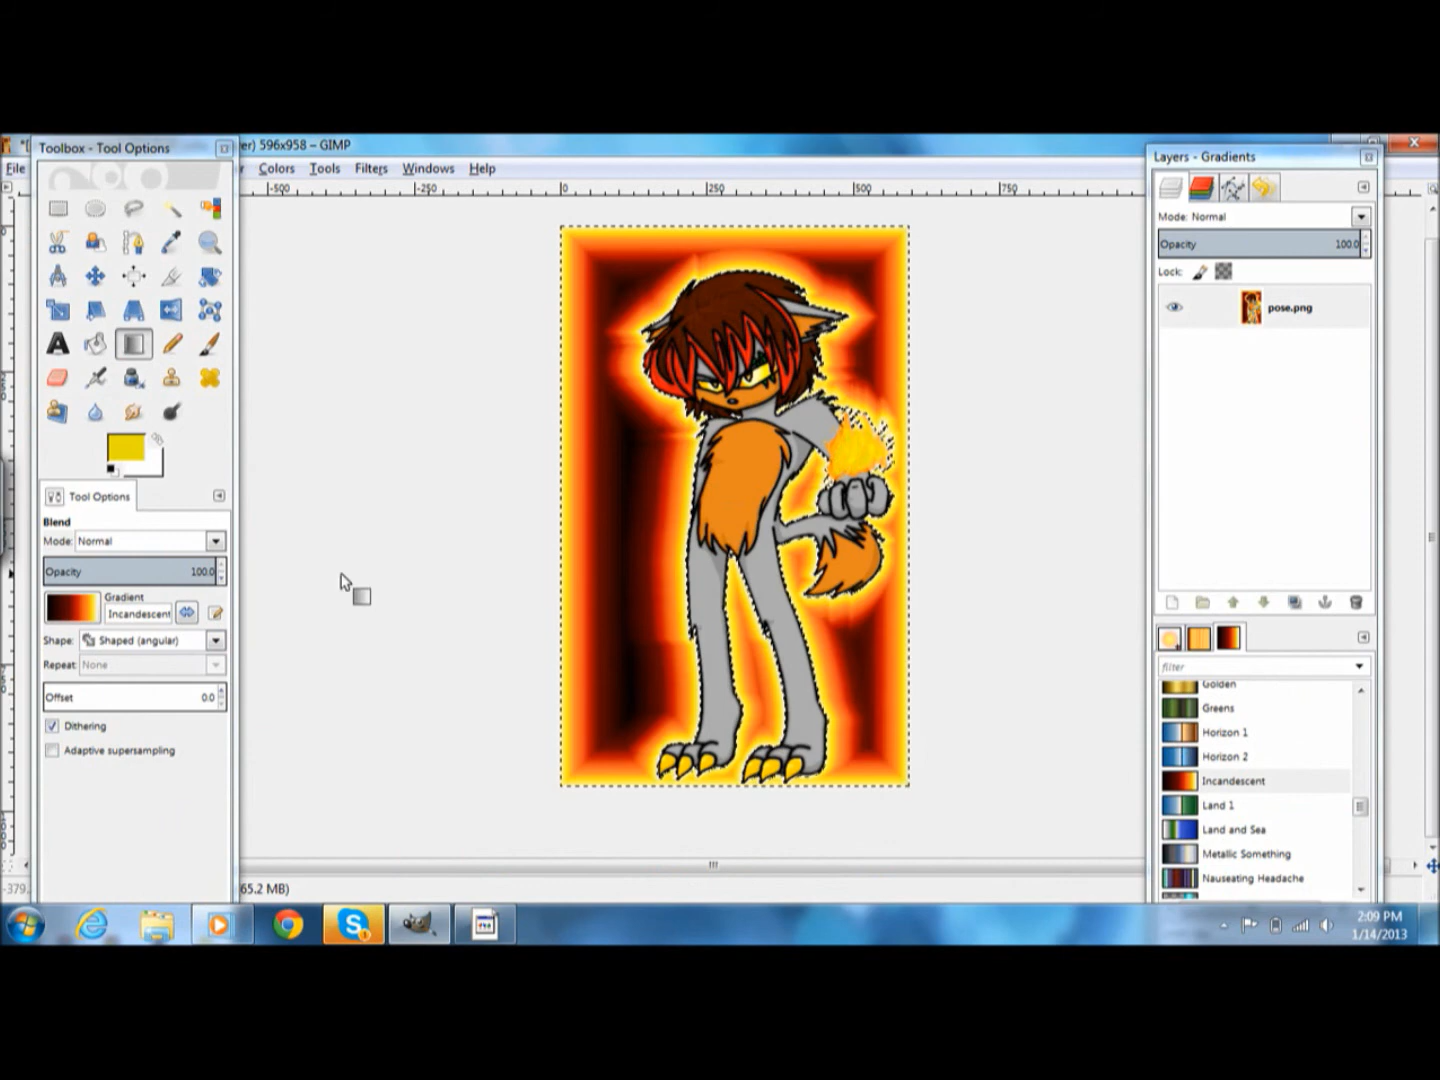 er) 596x958 – GIMP
Toolbox - Tool Options
File
Colors Tools Filters Windows Help
-500 -250 0 250 500 750
Tool Options
Blend
Mode: Normal
Opacity 100.0
Gradient
Incandescent
Shape: Shaped (angular)
Repeat: None
Offset 0.0
Dithering
Adaptive supersampling
65.2 MB)
Layers - Gradients
Mode: Normal
Opacity 100.0
Lock:
pose.png
filter
Golden
Greens
Horizon 1
Horizon 2
Incandescent
Land 1
Land and Sea
Metallic Something
Nauseating Headache
2:09 PM
1/14/2013